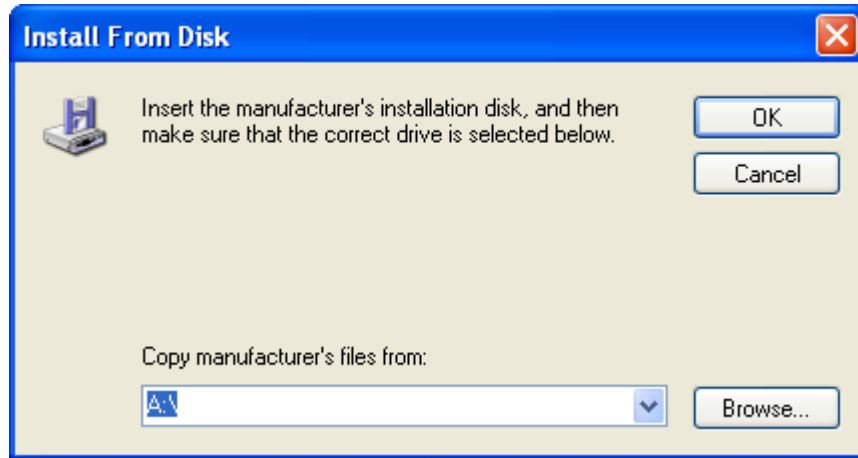 Install From Disk
Insert the manufacturer's installation disk, and then
make sure that the correct drive is selected below.
OK
Cancel
Copy manufacturer's files from:
A:\
Browse...